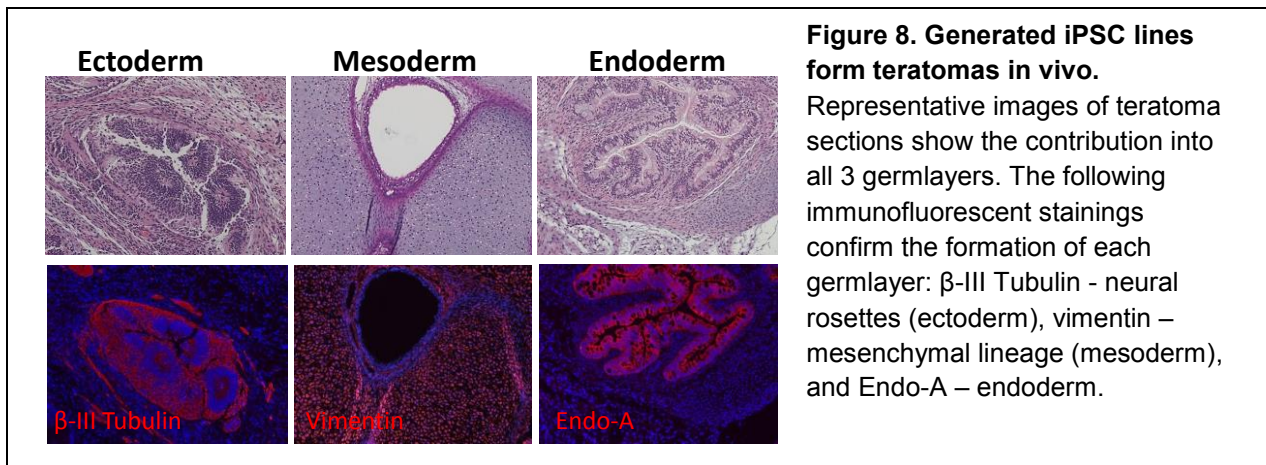 Ectoderm Mesoderm Endoderm
β-III Tubulin Vimentin Endo-A
Figure 8. Generated iPSC lines
form teratomas in vivo.
Representative images of teratoma
sections show the contribution into
all 3 germlayers. The following
immunofluorescent stainings
confirm the formation of each
germlayer: β-III Tubulin - neural
rosettes (ectoderm), vimentin –
mesenchymal lineage (mesoderm),
and Endo-A – endoderm.